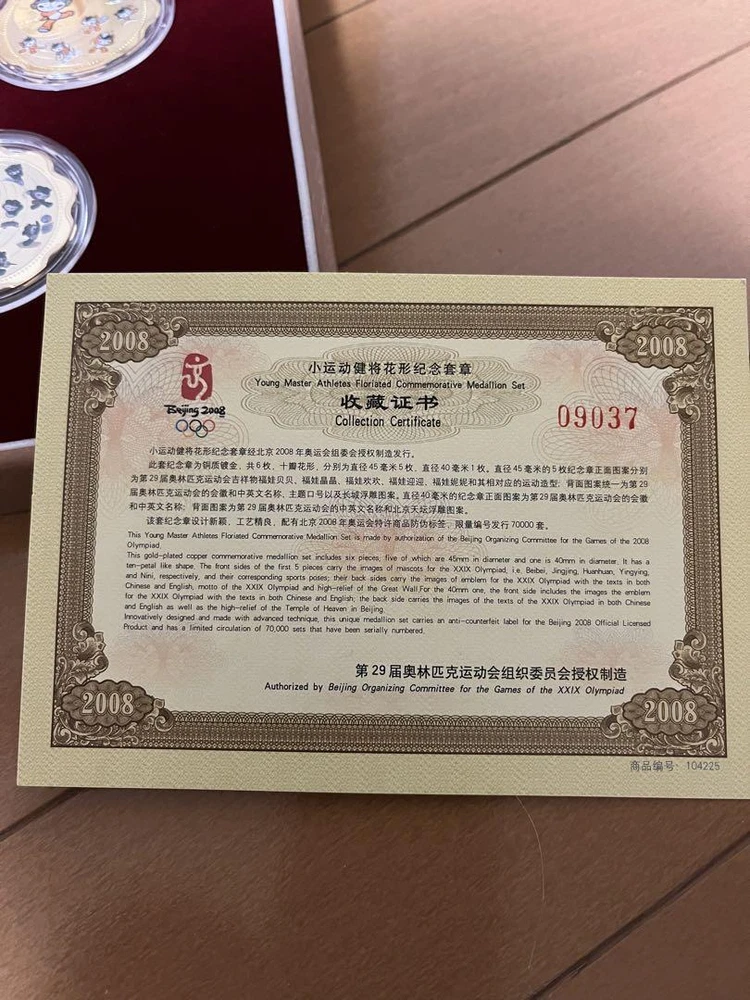 2008
2008
小运动健将花形纪念套章
Young Master Athletes Floriated Commemorative Medallion Set
收藏证书
Collection Certificate
Beijing 2008
09037
小运动健将花形纪念套章经北京2008年奥运会组委会授权制造发行。
此套纪念章为铜质镀金，共6枚，十瓣花形，分别为直径45毫米5枚，直径40毫米1枚。直径45毫米的5枚纪念章正面图案分别
为第29届奥林匹克运动会吉祥物福娃贝贝、福娃晶晶、福娃欢欢、福娃迎迎、福娃妮妮和其相对应的运动造型；背面图案统一为第29
届奥林匹克运动会的会徽和中英文名称、主题口号以及长城浮雕图案。直径40毫米的纪念章正面图案为第29届奥林匹克运动会的会徽
和中英文名称；背面图案为第29届奥林匹克运动会的中英文名称和北京天坛浮雕图案。
该套纪念章设计新颖、工艺精良，配有北京2008年奥运会特许商品防伪标签，限量编号发行70000套。
This Young Master Athletes Floriated Commemorative Medallion Set is made by authorization of the Beijing Organizing Committee for the Games of the 2008
Olympiad.
This gold-plated copper commemorative medallion set includes six pieces, five of which are 45mm in diameter and one is 40mm in diameter. It has a
ten-petal like shape. The front sides of the first 5 pieces carry the images of mascots for the XXIX Olympiad, i.e. Beibei, Jingjing, Huanhuan, Yingying,
and Nini, respectively, and their corresponding sports poses; their back sides carry the images of emblem for the XXIX Olympiad with the texts in both
Chinese and English, motto of the XXIX Olympiad and high-relief of the Great Wall.For the 40mm one, the front side includes the images the emblem
for the XXIX Olympiad with the texts in both Chinese and English; the back side carries the images of the texts of the XXIX Olympiad in both Chinese
and English as well as the high-relief of the Temple of Heaven in Beijing.
Innovatively designed and made with advanced technique, this unique medallion set carries an anti-counterfeit label for the Beijing 2008 Official Licensed
Product and has a limited circulation of 70,000 sets that have been serially numbered.
第29届奥林匹克运动会组织委员会授权制造
Authorized by Beijing Organizing Committee for the Games of the XXIX Olympiad
2008
2008
商品编号：104225